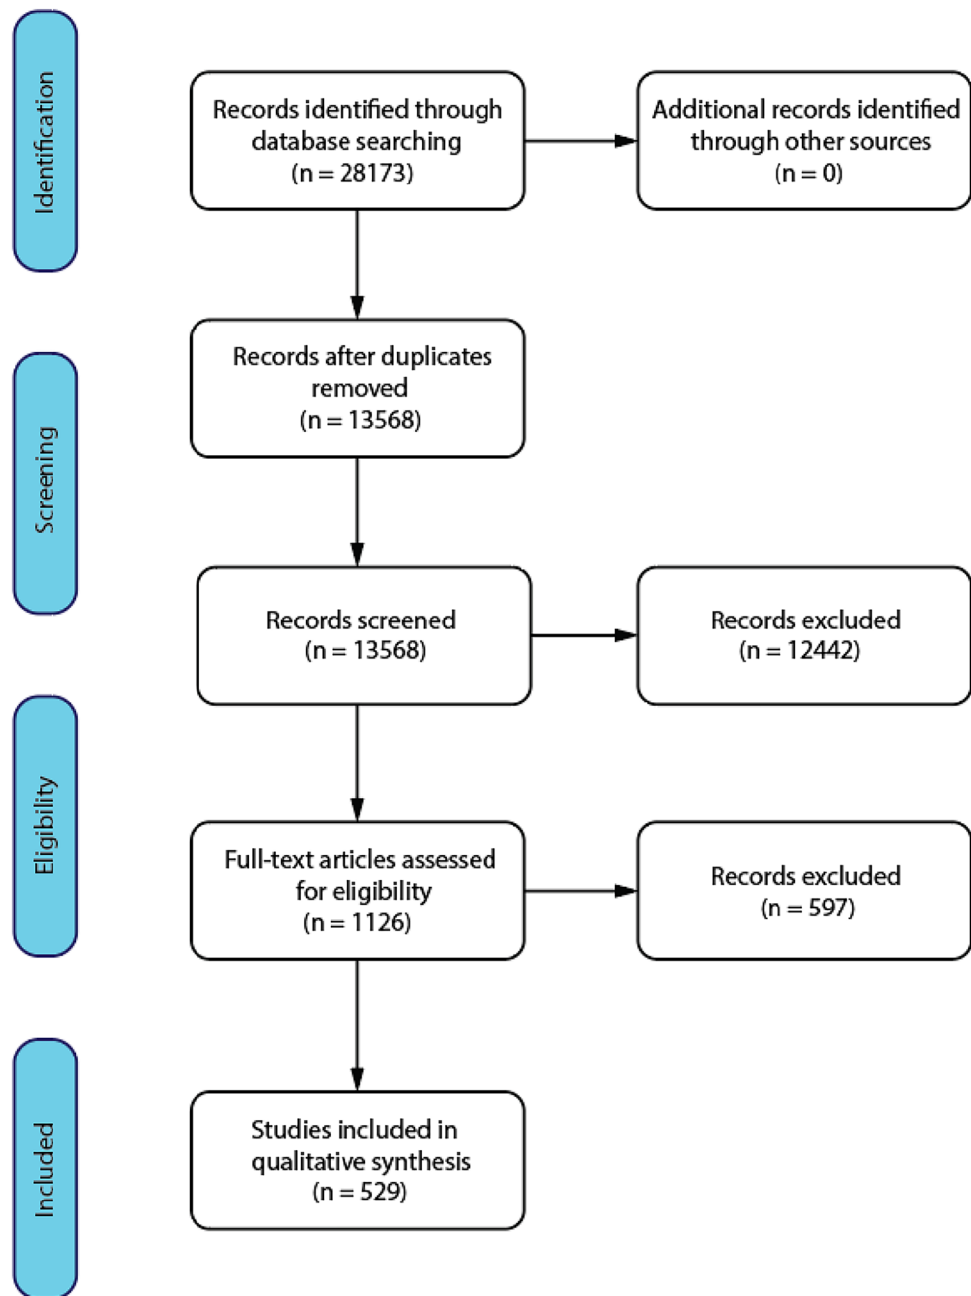 Identification
Records identified through
database searching
(n = 28173)
Additional records identified
through other sources
(n = 0)
Screening
Records after duplicates
removed
(n = 13568)
Records screened
(n = 13568)
Records excluded
(n = 12442)
Eligibility
Full-text articles assessed
for eligibility
(n = 1126)
Records excluded
(n = 597)
Included
Studies included in
qualitative synthesis
(n = 529)